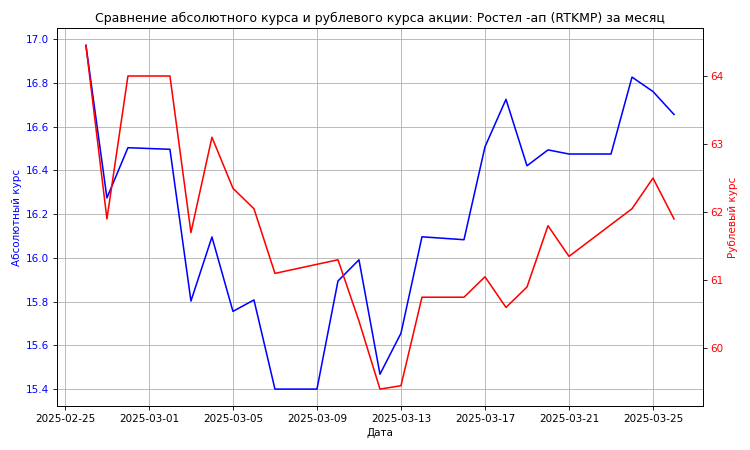 Сравнение абсолютного курса и рублевого курса акции: Ростел -ап (RTKMP) за месяц
17.0
16.8
16.6
16.4
16.2
16.0
15.8
15.6
15.4
Абсолютный курс
64
63
62
61
60
Рублевый курс
2025-02-25 2025-03-01 2025-03-05 2025-03-09 2025-03-13 2025-03-17 2025-03-21 2025-03-25
Дата